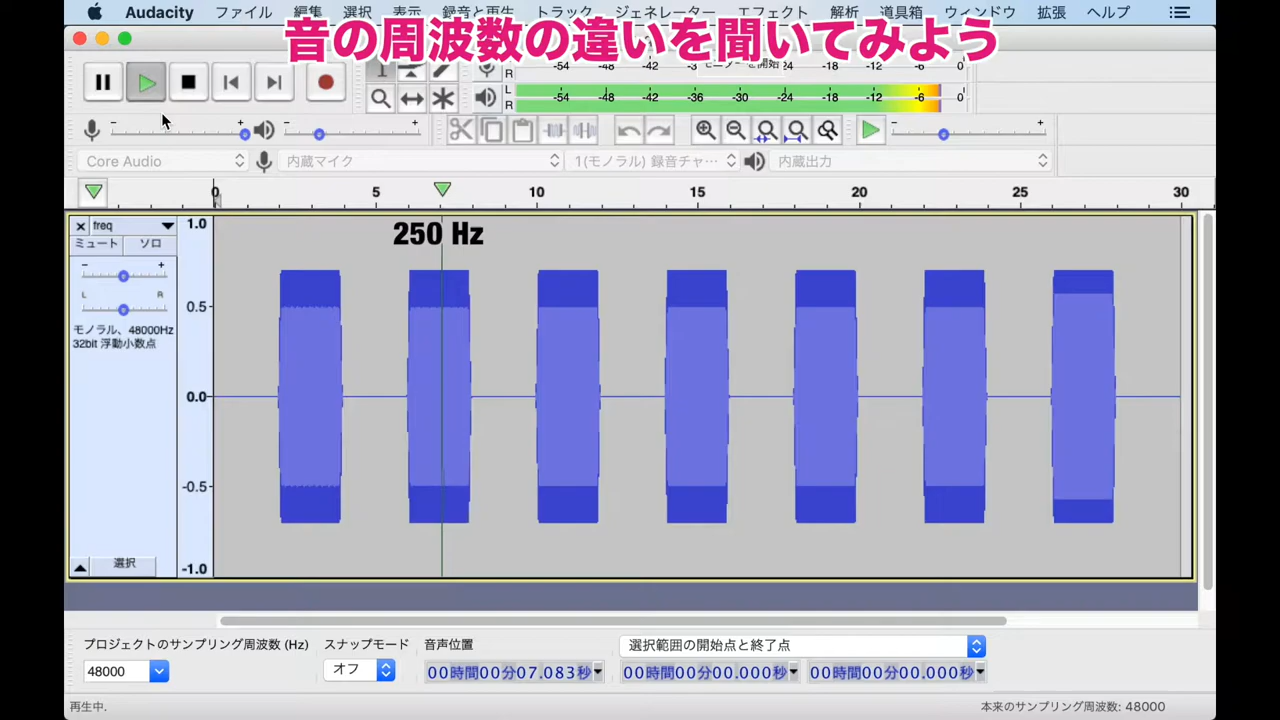 Audacity ファイル 編集 選択 表示 録音と再生 トラック ジェネレーター エフェクト 解析 道具箱 ウィンドウ 拡張 ヘルプ
音の周波数の違いを聞いてみよう
R -54 -48 -42 24 -18 -12 -6 0
L
R -54 -48 -42 -36 -30 -24 -18 -12 -6 0
Core Audio 内蔵マイク 1(モノラル) 録音チャ… 内蔵出力
0 5 10 15 20 25 30
freq
ミュート ソロ
L R
モノラル、48000Hz
32bit 浮動小数点
選択
1.0
0.5
0.0
-0.5
-1.0
250 Hz
プロジェクトのサンプリング周波数 (Hz) スナップモード 音声位置 選択範囲の開始点と終了点
48000 オフ 00時間00分07.083秒 00時間00分00.000秒 00時間00分00.000秒
再生中. 本来のサンプリング周波数: 48000